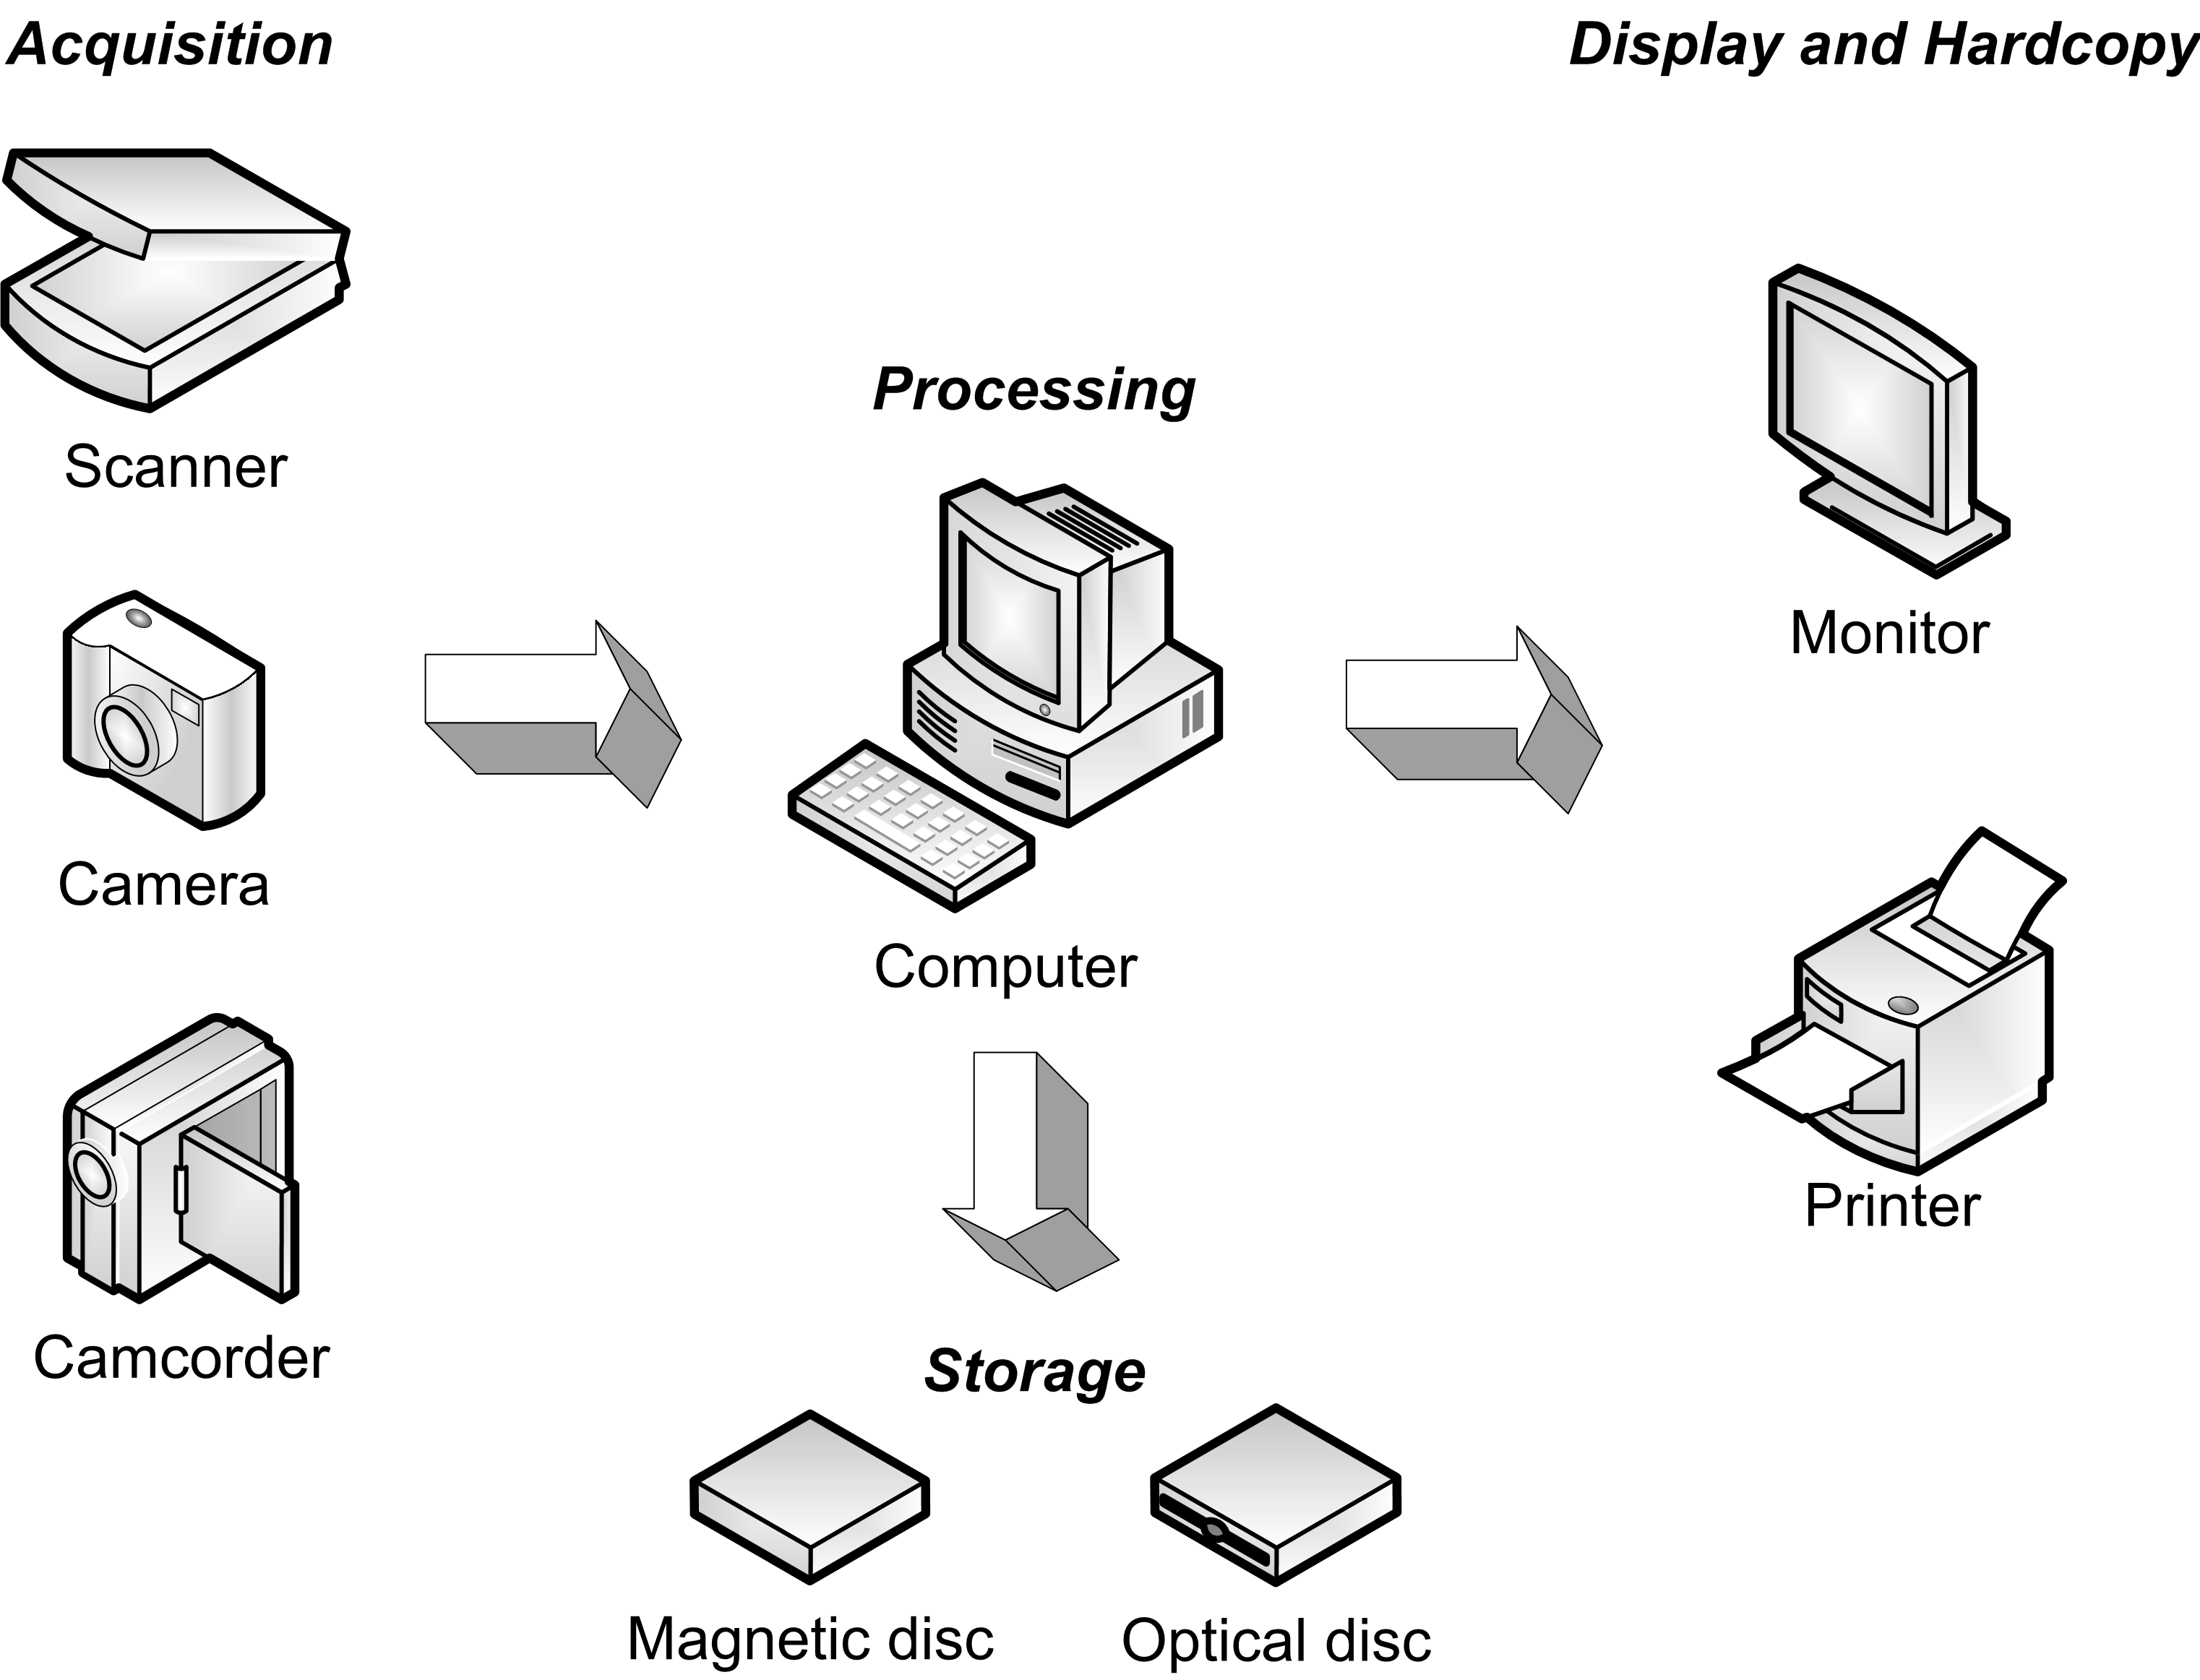 Acquisition
Display and Hardcopy
Scanner
Processing
Monitor
Camera
Computer
Printer
Camcorder
Storage
Magnetic disc
Optical disc